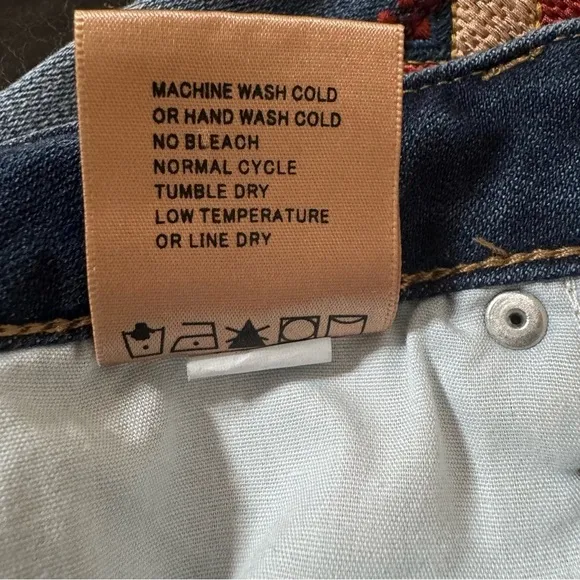 MACHINE WASH COLD
OR HAND WASH COLD
NO BLEACH
NORMAL CYCLE
TUMBLE DRY
LOW TEMPERATURE
OR LINE DRY